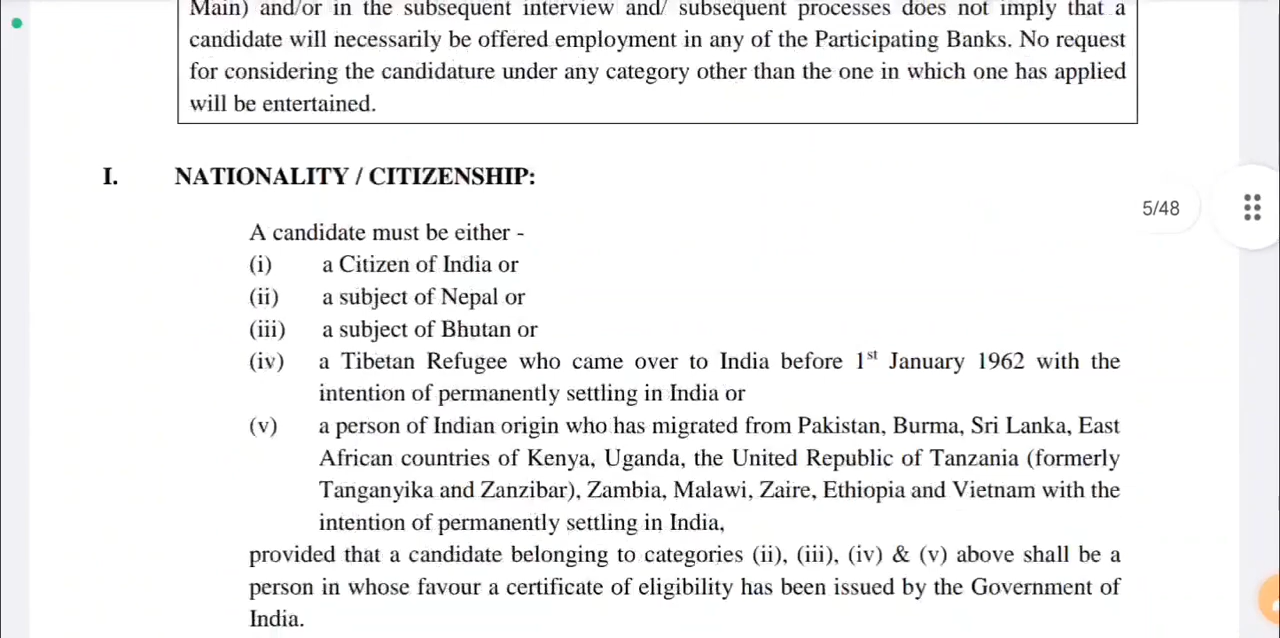 Main) and/or in the subsequent interview and/ subsequent processes does not imply that a
candidate will necessarily be offered employment in any of the Participating Banks. No request
for considering the candidature under any category other than the one in which one has applied
will be entertained.
I. NATIONALITY / CITIZENSHIP:
5/48
A candidate must be either -
(i) a Citizen of India or
(ii) a subject of Nepal or
(iii) a subject of Bhutan or
(iv) a Tibetan Refugee who came over to India before 1st January 1962 with the
intention of permanently settling in India or
(v) a person of Indian origin who has migrated from Pakistan, Burma, Sri Lanka, East
African countries of Kenya, Uganda, the United Republic of Tanzania (formerly
Tanganyika and Zanzibar), Zambia, Malawi, Zaire, Ethiopia and Vietnam with the
intention of permanently settling in India,
provided that a candidate belonging to categories (ii), (iii), (iv) & (v) above shall be a
person in whose favour a certificate of eligibility has been issued by the Government of
India.